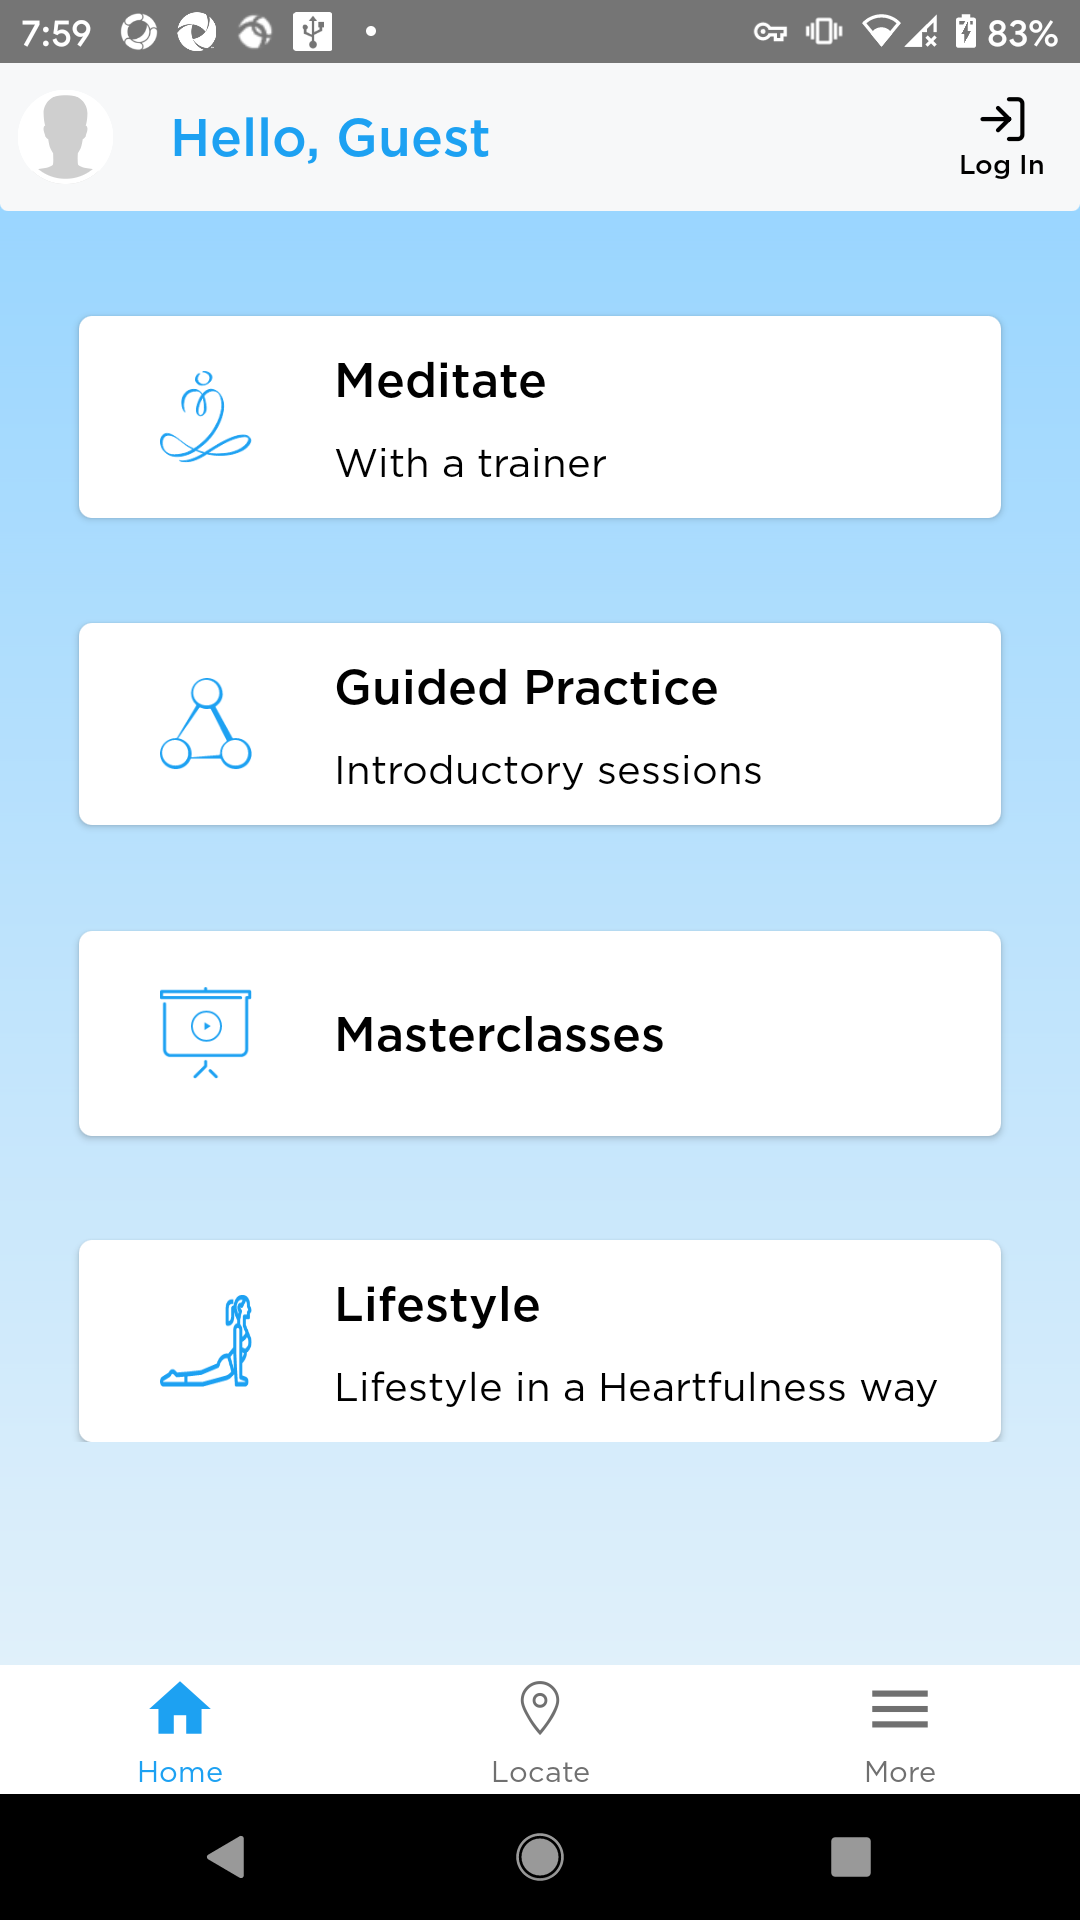 7:59
83%
Hello, Guest
Log In
Meditate
With a trainer
Guided Practice
Introductory sessions
Masterclasses
Lifestyle
Lifestyle in a Heartfulness way
Home
Locate
More